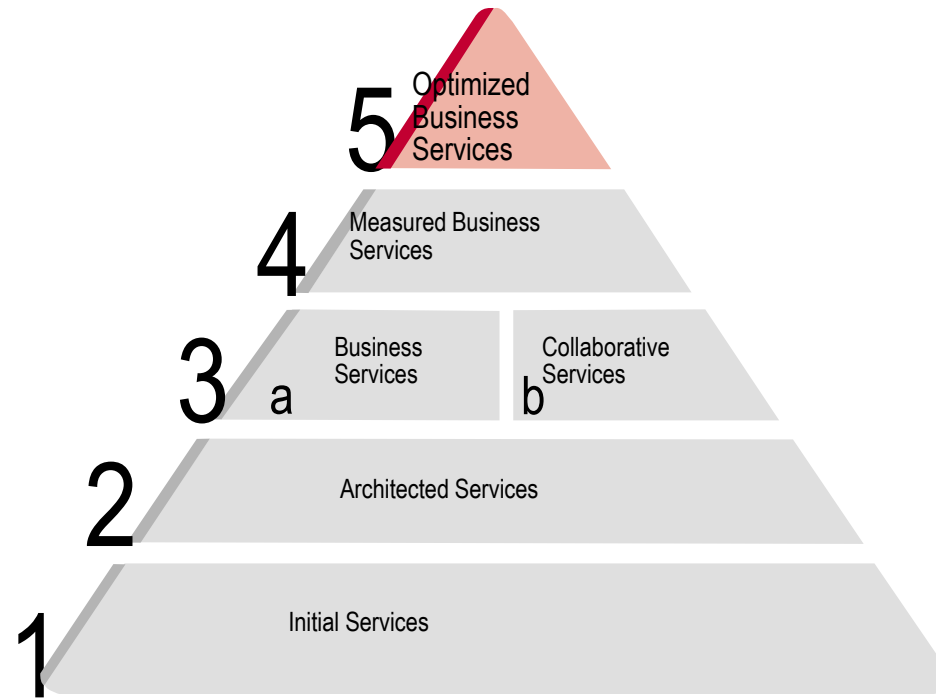 5
Optimized
Business
Services
4
Measured Business
Services
3
a
Business
Services
b
Collaborative
Services
2
Architected Services
1
Initial Services